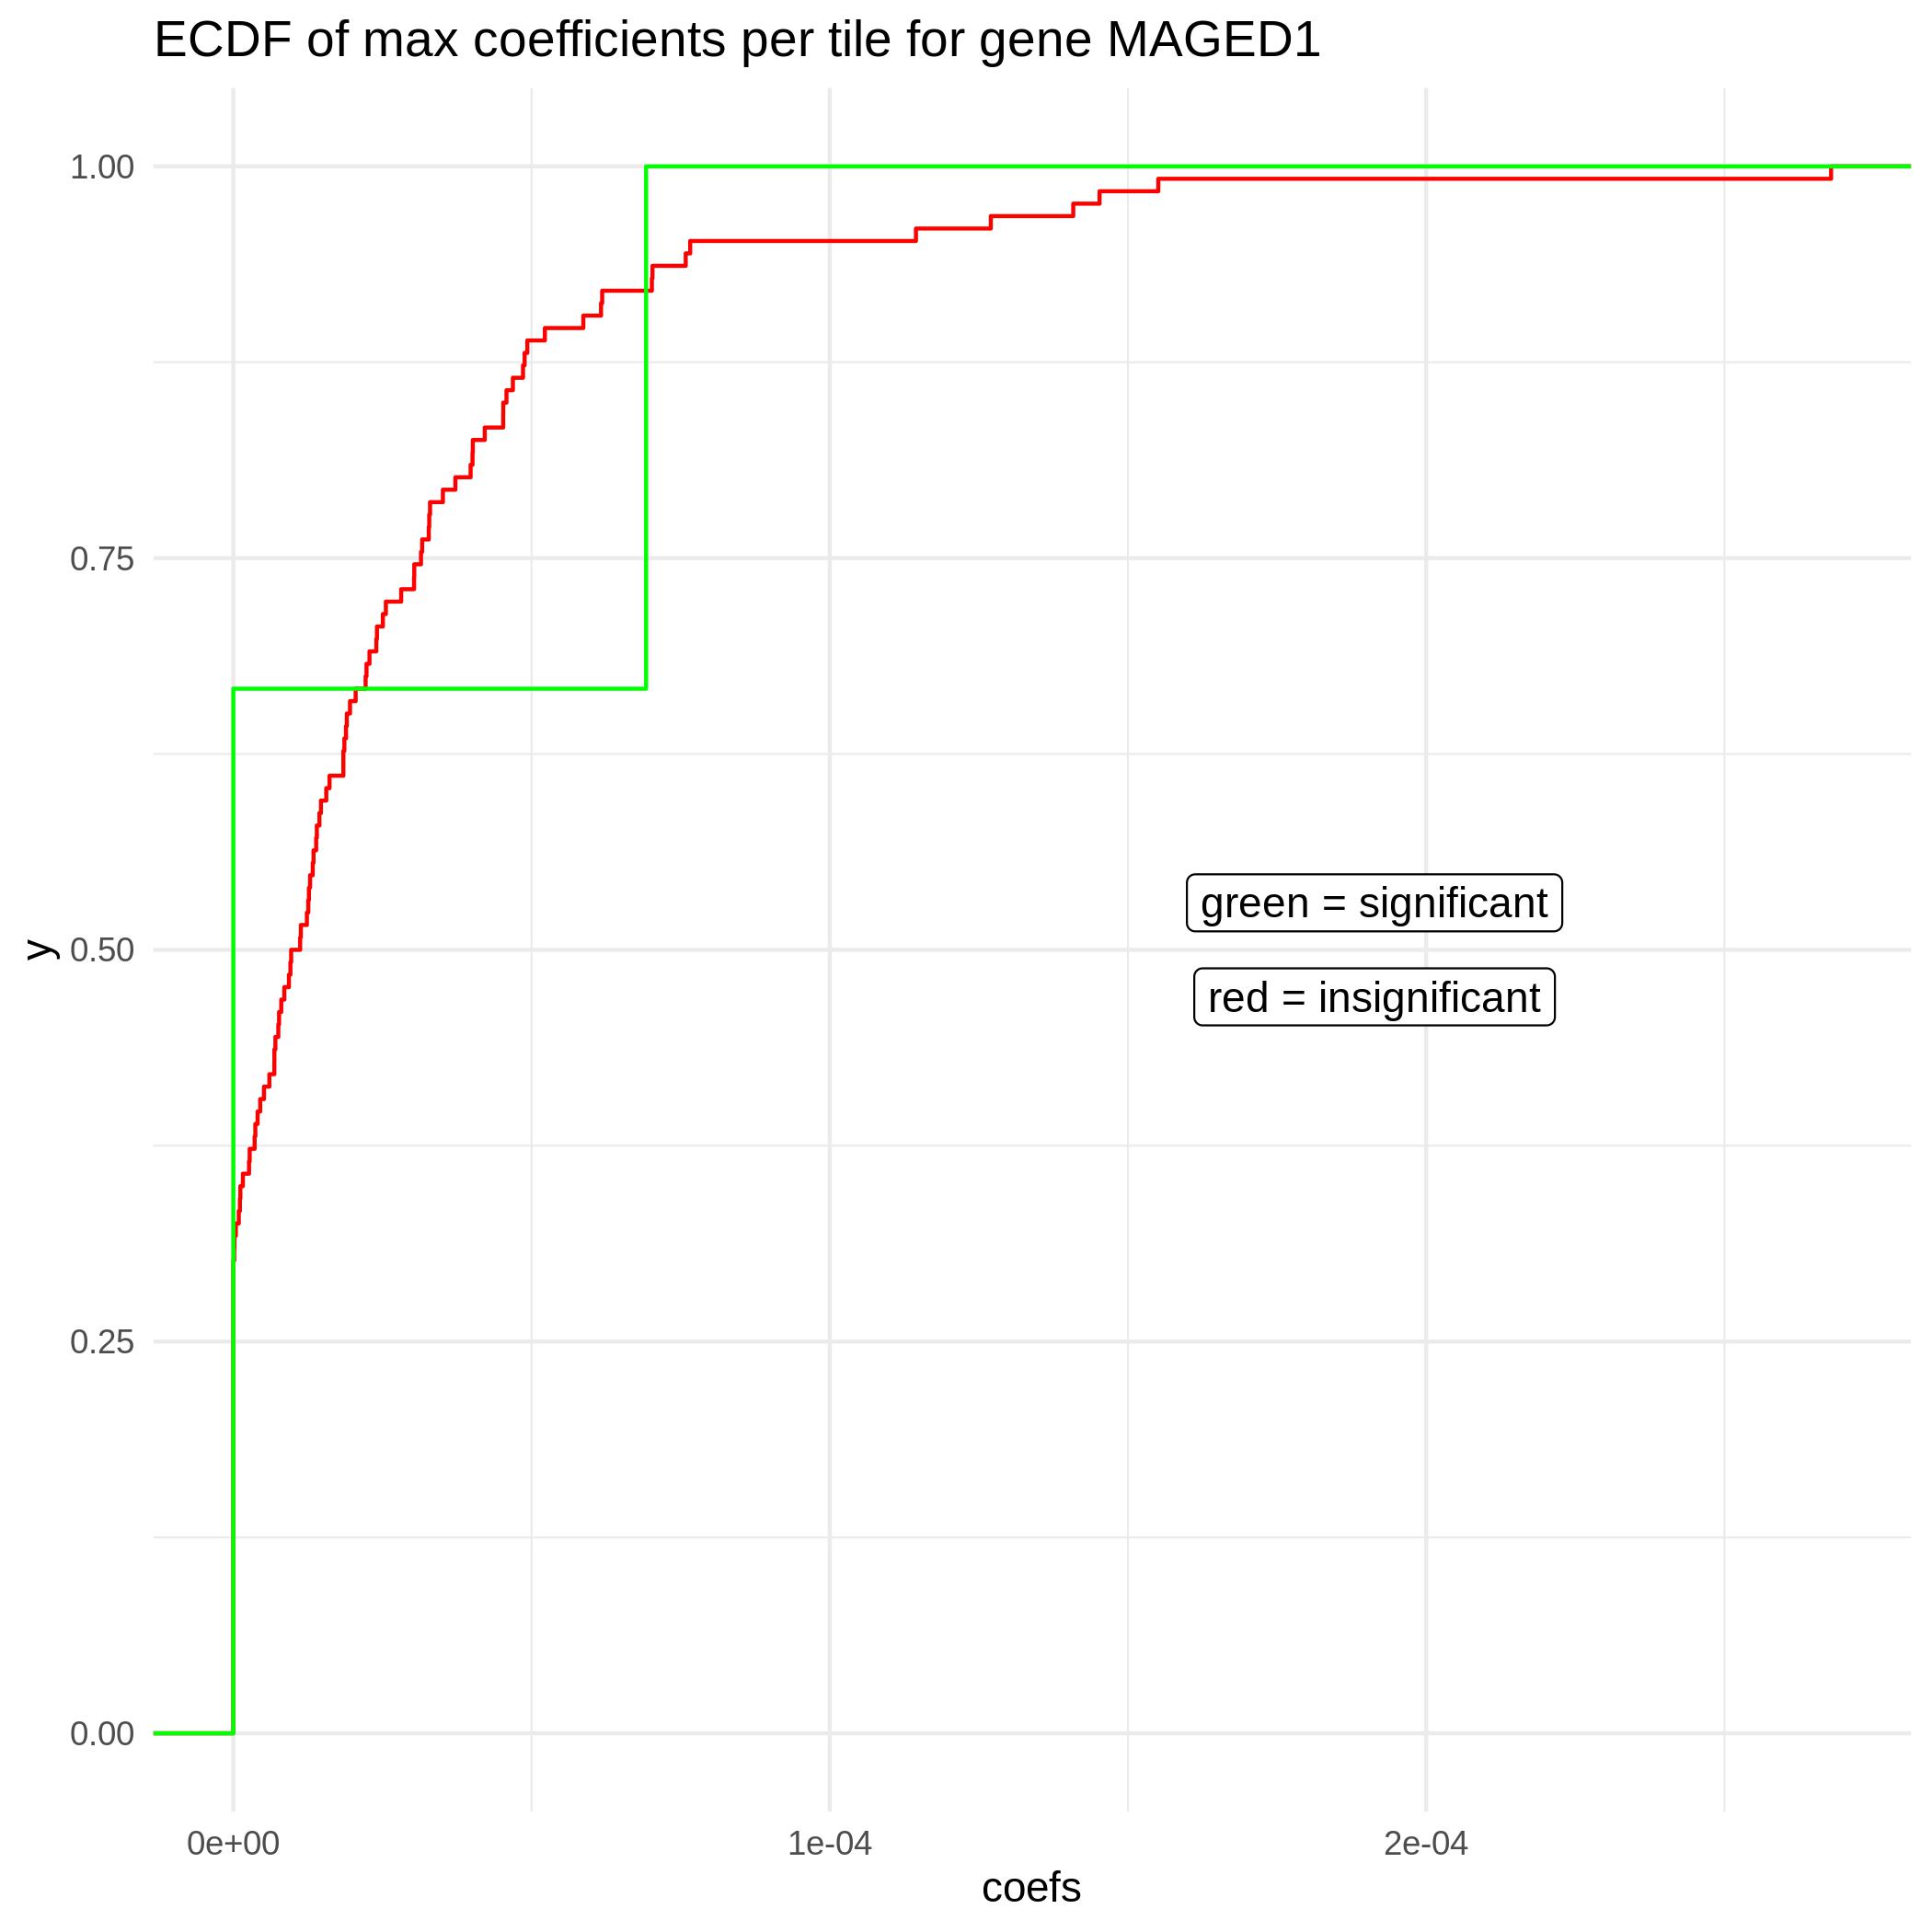 ECDF of max coefficients per tile for gene MAGED1
1.00
0.75
0.50
0.25
0.00
y
green = significant
red = insignificant
0e+00
1e-04
2e-04
coefs